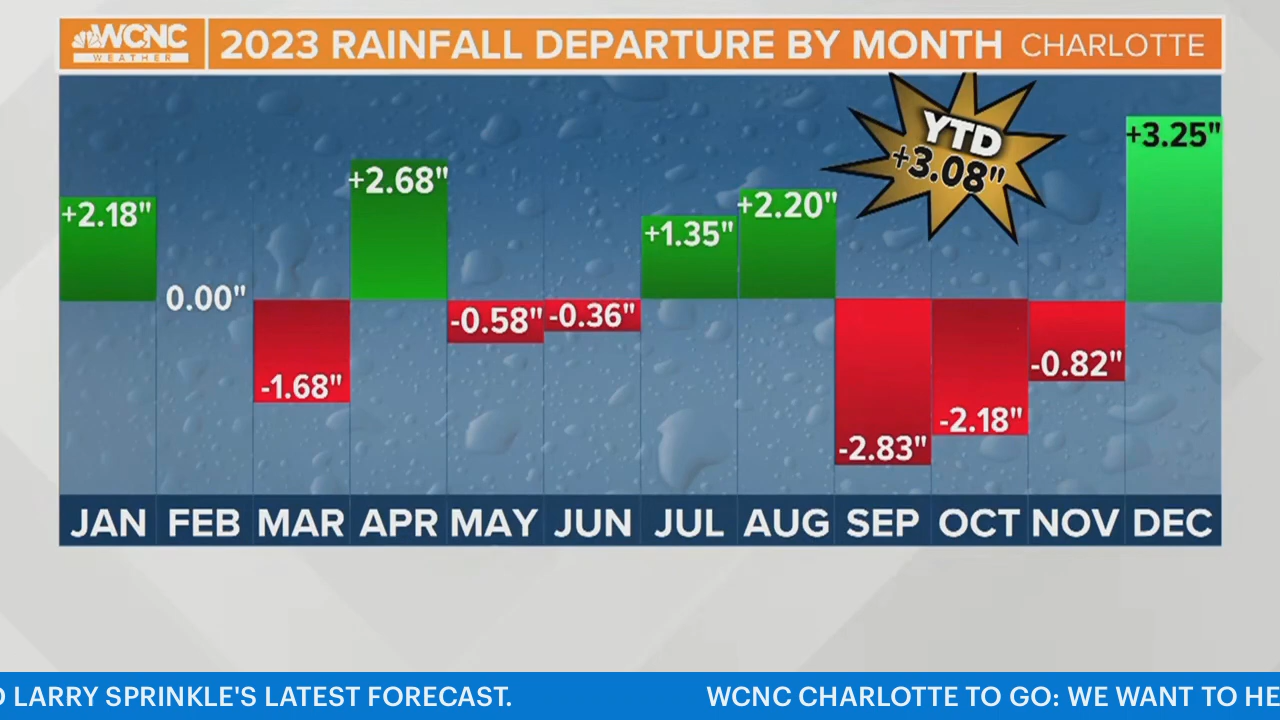 WCNC
WEATHER
2023 RAINFALL DEPARTURE BY MONTH CHARLOTTE
YTD
+3.08"
+2.18"
0.00"
-1.68"
+2.68"
-0.58"
-0.36"
+1.35"
+2.20"
-2.83"
-2.18"
-0.82"
+3.25"
JAN FEB MAR APR MAY JUN JUL AUG SEP OCT NOV DEC
LARRY SPRINKLE'S LATEST FORECAST. WCNC CHARLOTTE TO GO: WE WANT TO HE